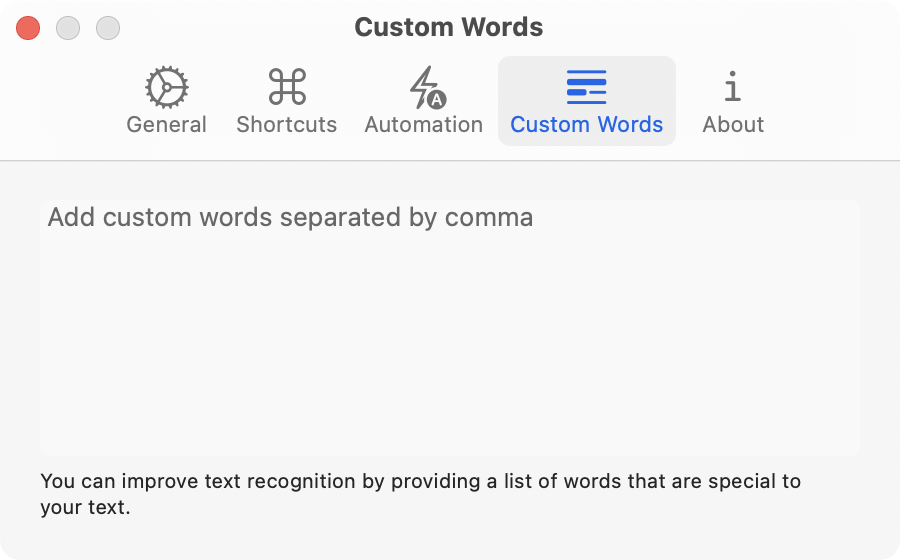 Custom Words
General Shortcuts Automation Custom Words About
Add custom words separated by comma
You can improve text recognition by providing a list of words that are special to
your text.